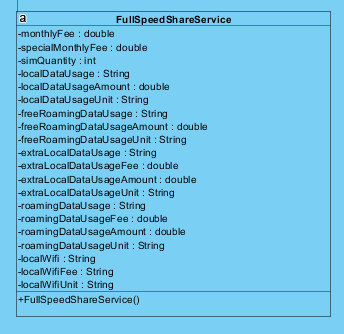 a
FullSpeedShareService
-monthlyFee : double
-specialMonthlyFee : double
-simQuantity : int
-localDataUsage : String
-localDataUsageAmount : double
-localDataUsageUnit : String
-freeRoamingDataUsage : String
-freeRoamingDataUsageAmount : double
-freeRoamingDataUsageUnit : String
-extraLocalDataUsage : String
-extraLocalDataUsageFee : double
-extraLocalDataUsageAmount : double
-extraLocalDataUsageUnit : String
-roamingDataUsage : String
-roamingDataUsageFee : double
-roamingDataUsageAmount : double
-roamingDataUsageUnit : String
-localWifi : String
-localWifiFee : String
-localWifiUnit : String
+FullSpeedShareService()